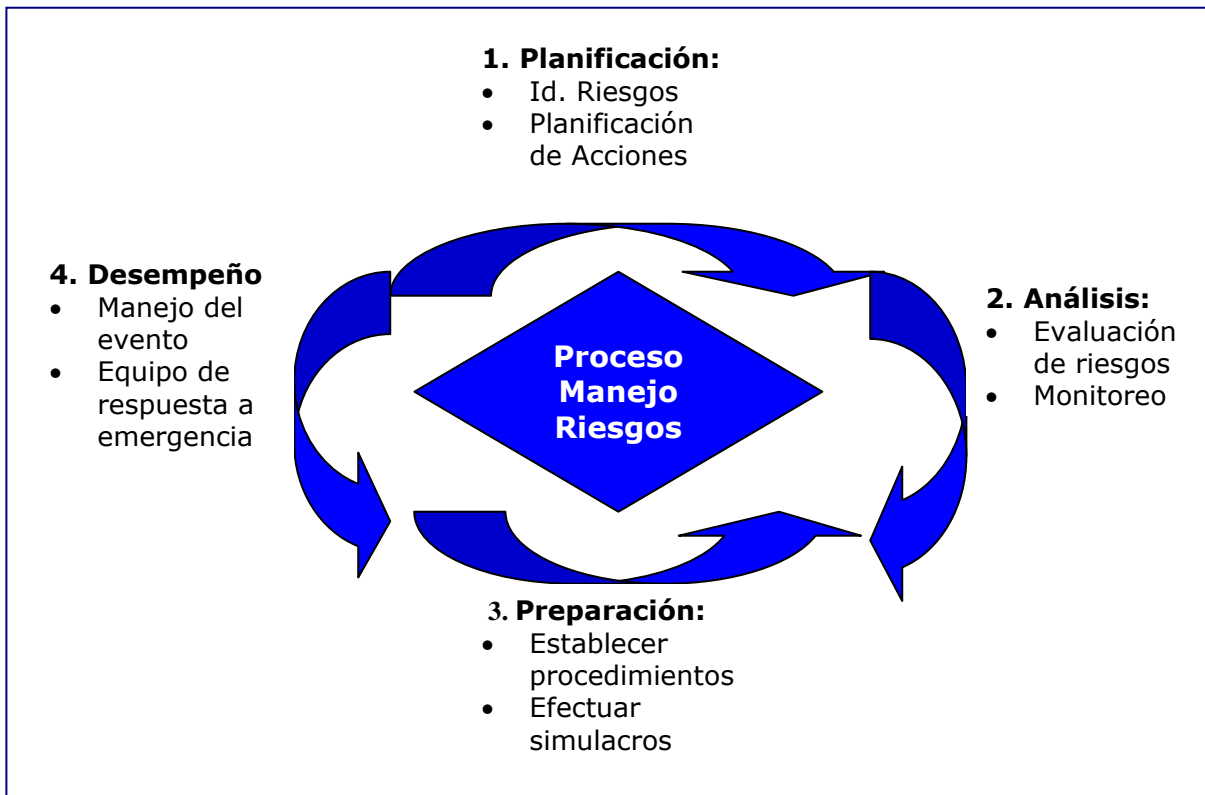 1. Planificación:
• Id. Riesgos
• Planificación
de Acciones
2. Análisis:
• Evaluación
de riesgos
• Monitoreo
3. Preparación:
• Establecer
procedimientos
• Efectuar
simulacros
4. Desempeño
• Manejo del
evento
• Equipo de
respuesta a
emergencia
Proceso
Manejo
Riesgos